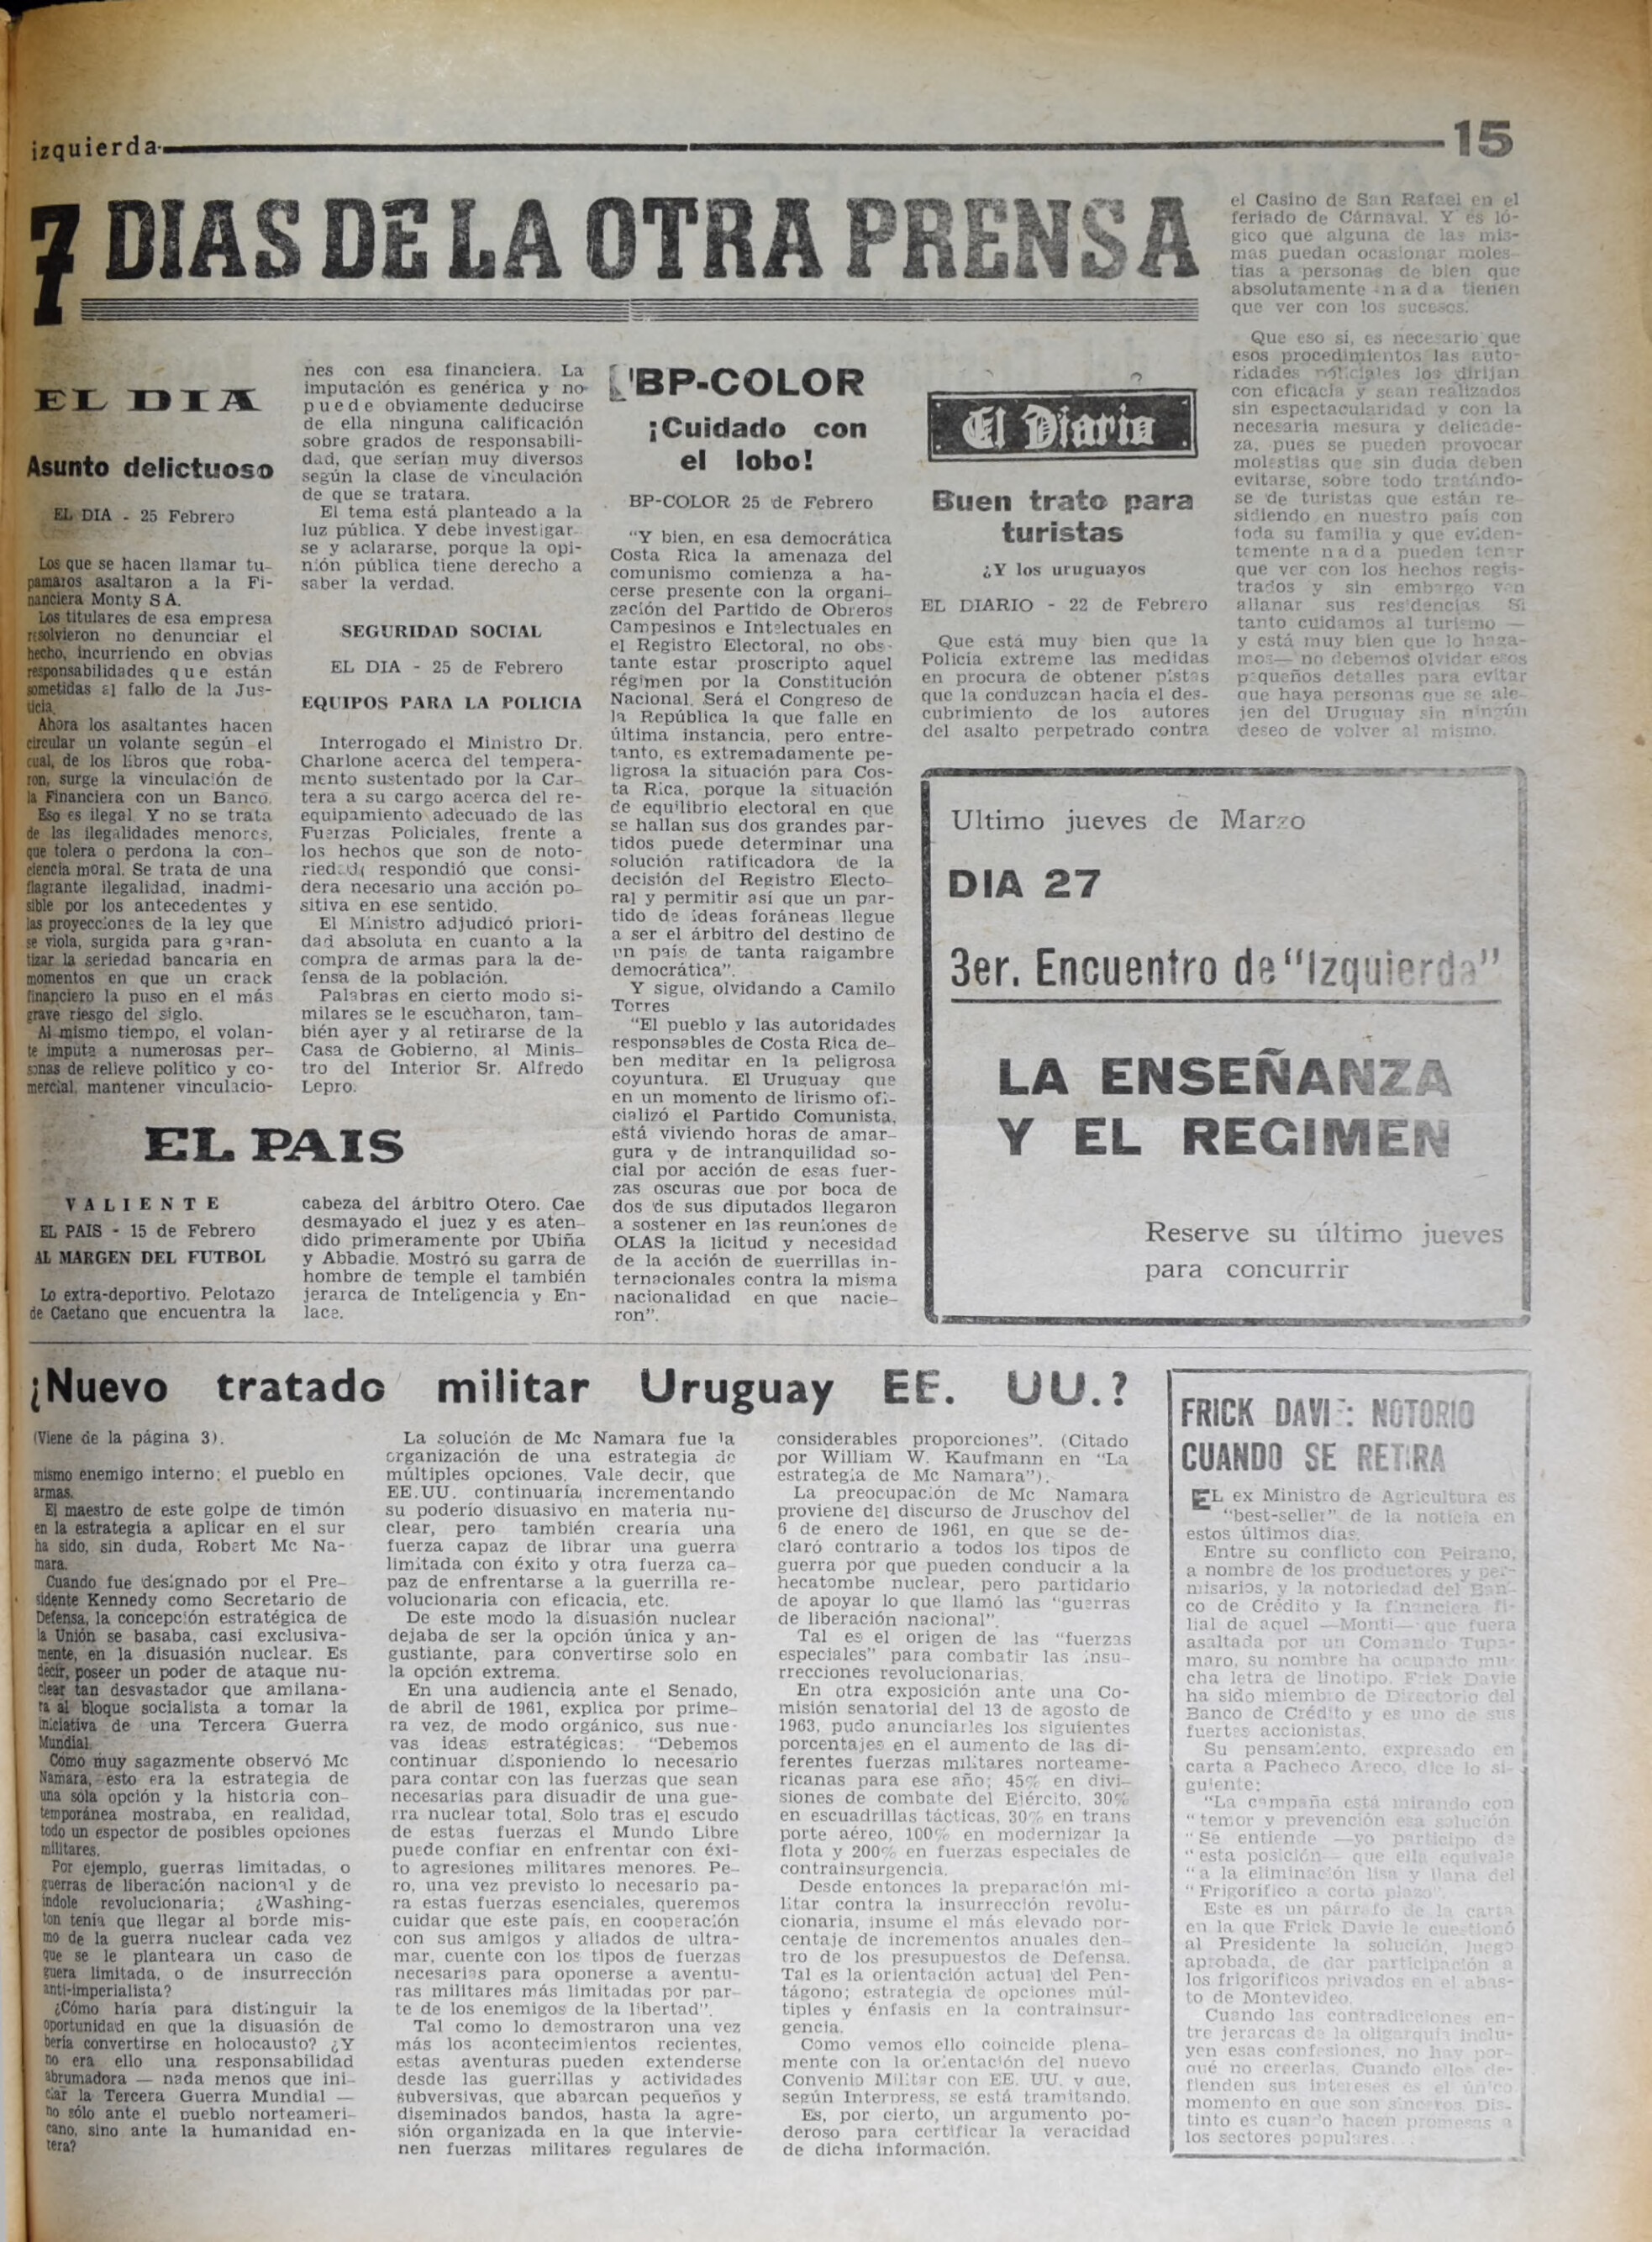 izquierda
15
7 DIAS DE LA OTRA PRENSA
EL DIA
Asunto delictuoso
EL DIA - 25 Febrero
Los que se hacen llamar tu-
pamaros asaltaron a la Fi-
nanciera Monty S A.
Los titulares de esa empresa
resolvieron no denunciar el
hecho, incurriendo en obvias
responsabilidades que están
sometidas al fallo de la Jus-
ticia.
Ahora los asaltantes hacen
circular un volante según el
cual, de los libros que roba-
ron, surge la vinculación de
la Financiera con un Banco.
Eso es ilegal. Y no se trata
de las ilegalidades menores,
que tolera o perdona la con-
ciencia moral. Se trata de una
flagrante ilegalidad, inadmi-
sible por los antecedentes y
las proyecciones de la ley que
se viola, surgida para garan-
tizar la seriedad bancaria en
momentos en que un crack
financiero la puso en el más
grave riesgo del siglo.
Al mismo tiempo, el volan-
te imputa a numerosas per-
sonas de relieve político y co-
mercial, mantener vinculacio-
nes con esa financiera. La
imputación es genérica y no
puede obviamente deducirse
de ella ninguna calificación
sobre grados de responsabili-
dad, que serían muy diversos
según la clase de vinculación
de que se tratara.
El tema está planteado a la
luz pública. Y debe investigar-
se y aclararse, porque la opi-
nión pública tiene derecho a
saber la verdad.
SEGURIDAD SOCIAL
EL DIA - 25 de Febrero
EQUIPOS PARA LA POLICIA
Interrogado el Ministro Dr.
Charlone acerca del tempera-
mento sustentado por la Car-
tera a su cargo acerca del re-
equipamiento adecuado de las
Fuerzas Policiales, frente a
los hechos que son de noto-
riedad, respondió que consi-
dera necesario una acción po-
sitiva en ese sentido.
El Ministro adjudicó priori-
dad absoluta en cuanto a la
compra de armas para la de-
fensa de la población.
Palabras en cierto modo si-
milares se le escucharon, tam-
bién ayer y al retirarse de la
Casa de Gobierno, al Minis-
tro del Interior Sr. Alfredo
Lepro.
EL PAIS
VALIENTE
EL PAIS - 15 de Febrero
AL MARGEN DEL FUTBOL
Lo extra-deportivo. Pelotazo
de Caetano que encuentra la
cabeza del árbitro Otero. Cae
desmayado el juez y es aten-
dido primeramente por Ubiña
y Abbadie. Mostró su garra de
hombre de temple el también
jerarca de Inteligencia y En-
lace.
BP-COLOR
¡Cuidado con
el lobo!
BP-COLOR 25 de Febrero
"Y bien, en esa democrática
Costa Rica la amenaza del
comunismo comienza a ha-
cerse presente con la organi-
zación del Partido de Obreros
Campesinos e Intelectuales en
el Registro Electoral, no obs-
tante estar proscripto aquel
régimen por la Constitución
Nacional. Será el Congreso de
la República la que falle en
última instancia, pero entre-
tanto, es extremadamente pe-
ligrosa la situación para Cos-
ta Rica, porque la situación
de equilibrio electoral en que
se hallan sus dos grandes par-
tidos puede determinar una
solución ratificadora de la
decisión del Registro Electo-
ral y permitir así que un par-
tido de ideas foráneas llegue
a ser el árbitro del destino de
un país de tanta raigambre
democrática".
Y sigue, olvidando a Camilo
Torres
"El pueblo y las autoridades
responsables de Costa Rica de-
ben meditar en la peligrosa
coyuntura. El Uruguay que
en un momento de lirismo ofi-
cializó el Partido Comunista,
está viviendo horas de amar-
gura y de intranquilidad so-
cial por acción de esas fuer-
zas oscuras que por boca de
dos de sus diputados llegaron
a sostener en las reuniones de
OLAS la licitud y necesidad
de la acción de guerrillas in-
ternacionales contra la misma
nacionalidad en que nacie-
ron".
El Diario
Buen trato para
turistas
¿Y los uruguayos
EL DIARIO - 22 de Febrero
Que está muy bien que la
Policía extreme las medidas
en procura de obtener pistas
que la conduzcan hacia el des-
cubrimiento de los autores
del asalto perpetrado contra
el Casino de San Rafael en el
feriado de Cárnaval. Y es ló-
gico que alguna de las mis-
mas puedan ocasionar moles-
tias a personas de bien que
absolutamente nada tienen
que ver con los sucesos.
Que eso sí, es necesario que
esos procedimientos las auto-
ridades policiales los dirijan
con eficacia y sean realizados
sin espectacularidad y con la
necesaria mesura y delicade-
za, pues se pueden provocar
molestias que sin duda deben
evitarse, sobre todo tratándo-
se de turistas que están re-
sidiendo en nuestro país con
toda su familia y que eviden-
temente nada pueden tener
que ver con los hechos regis-
trados y sin embargo ven
allanar sus residencias. Si
tanto cuidamos al turismo —
y está muy bien que lo haga-
mos— no debemos olvidar esos
pequeños detalles para evitar
que haya personas que se ale-
jen del Uruguay sin ningún
deseo de volver al mismo.
Ultimo jueves de Marzo
DIA 27
3er. Encuentro de "Izquierda"
LA ENSEÑANZA
Y EL REGIMEN
Reserve su último jueves
para concurrir
¿Nuevo tratado militar Uruguay EE. UU.?
(Viene de la página 3).
mismo enemigo interno: el pueblo en
armas.
El maestro de este golpe de timón
en la estrategia a aplicar en el sur
ha sido, sin duda, Robert Mc Na-
mara.
Cuando fue designado por el Pre-
sidente Kennedy como Secretario de
Defensa, la concepción estratégica de
la Unión se basaba, casi exclusiva-
mente, en la disuasión nuclear. Es
decir, poseer un poder de ataque nu-
clear tan desvastador que amilana-
ra al bloque socialista a tomar la
iniciativa de una Tercera Guerra
Mundial.
Como muy sagazmente observó Mc
Namara, esto era la estrategia de
una sola opción y la historia con-
temporánea mostraba, en realidad,
todo un espector de posibles opciones
militares.
Por ejemplo, guerras limitadas, o
guerras de liberación nacional y de
índole revolucionaria; ¿Washing-
ton tenía que llegar al borde mis-
mo de la guerra nuclear cada vez
que se le planteara un caso de
guera limitada, o de insurrección
anti-imperialista?
¿Cómo haría para distinguir la
oportunidad en que la disuasión de
bería convertirse en holocausto? ¿Y
no era ello una responsabilidad
abrumadora — nada menos que ini-
ciar la Tercera Guerra Mundial —
no sólo ante el pueblo norteameri-
cano, sino ante la humanidad en-
tera?
La solución de Mc Namara fue la
organización de una estrategia de
múltiples opciones. Vale decir, que
EE.UU. continuaría incrementando
su poderío disuasivo en materia nu-
clear, pero también crearía una
fuerza capaz de librar una guerra
limitada con éxito y otra fuerza ca-
paz de enfrentarse a la guerrilla re-
volucionaria con eficacia, etc.
De este modo la disuasión nuclear
dejaba de ser la opción única y an-
gustiante, para convertirse solo en
la opción extrema.
En una audiencia ante el Senado,
de abril de 1961, explica por prime-
ra vez, de modo orgánico, sus nue-
vas ideas estratégicas: "Debemos
continuar disponiendo lo necesario
para contar con las fuerzas que sean
necesarias para disuadir de una gue-
rra nuclear total. Solo tras el escudo
de estas fuerzas el Mundo Libre
puede confiar en enfrentar con éxi-
to agresiones militares menores. Pe-
ro, una vez previsto lo necesario pa-
ra estas fuerzas esenciales, queremos
cuidar que este país, en cooperación
con sus amigos y aliados de ultra-
mar, cuente con los tipos de fuerzas
necesarias para oponerse a aventu-
ras militares más limitadas por par-
te de los enemigos de la libertad".
Tal como lo demostraron una vez
más los acontecimientos recientes,
estas aventuras pueden extenderse
desde las guerrillas y actividades
subversivas, que abarcan pequeños y
diseminados bandos, hasta la agre-
sión organizada en la que intervie-
nen fuerzas militares regulares de
considerables proporciones". (Citado
por William W. Kaufmann en "La
estrategia de Mc Namara").
La preocupación de Mc Namara
proviene del discurso de Jruschov del
6 de enero de 1961, en que se de-
claró contrario a todos los tipos de
guerra por que pueden conducir a la
hecatombe nuclear, pero partidario
de apoyar lo que llamó las "guerras
de liberación nacional".
Tal es el origen de las "fuerzas
especiales" para combatir las insu-
rrecciones revolucionarias.
En otra exposición ante una Co-
misión senatorial del 13 de agosto de
1963, pudo anunciarles los siguientes
porcentajes en el aumento de las di-
ferentes fuerzas militares norteame-
ricanas para ese año; 45% en divi-
siones de combate del Ejército, 30%
en escuadrillas tácticas, 30% en trans
porte aéreo, 100% en modernizar la
flota y 200% en fuerzas especiales de
contrainsurgencia.
Desde entonces la preparación mi-
litar contra la insurrección revolu-
cionaria, insume el más elevado por-
centaje de incrementos anuales den-
tro de los presupuestos de Defensa.
Tal es la orientación actual del Pen-
tágono; estrategia de opciones múl-
tiples y énfasis en la contrainsur-
gencia.
Como vemos ello coincide plena-
mente con la orientación del nuevo
Convenio Militar con EE. UU. y que,
según Interpress, se está tramitando.
Es, por cierto, un argumento po-
deroso para certificar la veracidad
de dicha información.
FRICK DAVIE: NOTORIO
CUANDO SE RETIRA
EL ex Ministro de Agricultura es
"best-seller" de la noticia en
estos últimos días.
Entre su conflicto con Peirano,
a nombre de los productores y per-
misarios, y la notoriedad del Ban-
co de Crédito y la financiera fi-
lial de aquel —Monti— que fuera
asaltada por un Comando Tupa-
maro, su nombre ha ocupado mu-
cha letra de linotipo. Frick Davie
ha sido miembro de Directorio del
Banco de Crédito y es uno de sus
fuertes accionistas.
Su pensamiento, expresado en
carta a Pacheco Areco, dice lo si-
guiente:
"La campaña está mirando con
" temor y prevención esa solución
" Se entiende —yo participo de
" esta posición— que ella equivale
" a la eliminación lisa y llana del
" Frigorífico a corto plazo".
Este es un párrafo de la carta
en la que Frick Davie le cuestionó
al Presidente la solución, luego
aprobada, de dar participación a
los frigoríficos privados en el abas-
to de Montevideo.
Cuando las contradicciones en-
tre jerarcas de la oligarquía inclu-
yen esas confesiones, no hay por-
qué no creerlas. Cuando ellos de-
fienden sus intereses es el único
momento en que son sinceros. Dis-
tinto es cuando hacen promesas a
los sectores populares...